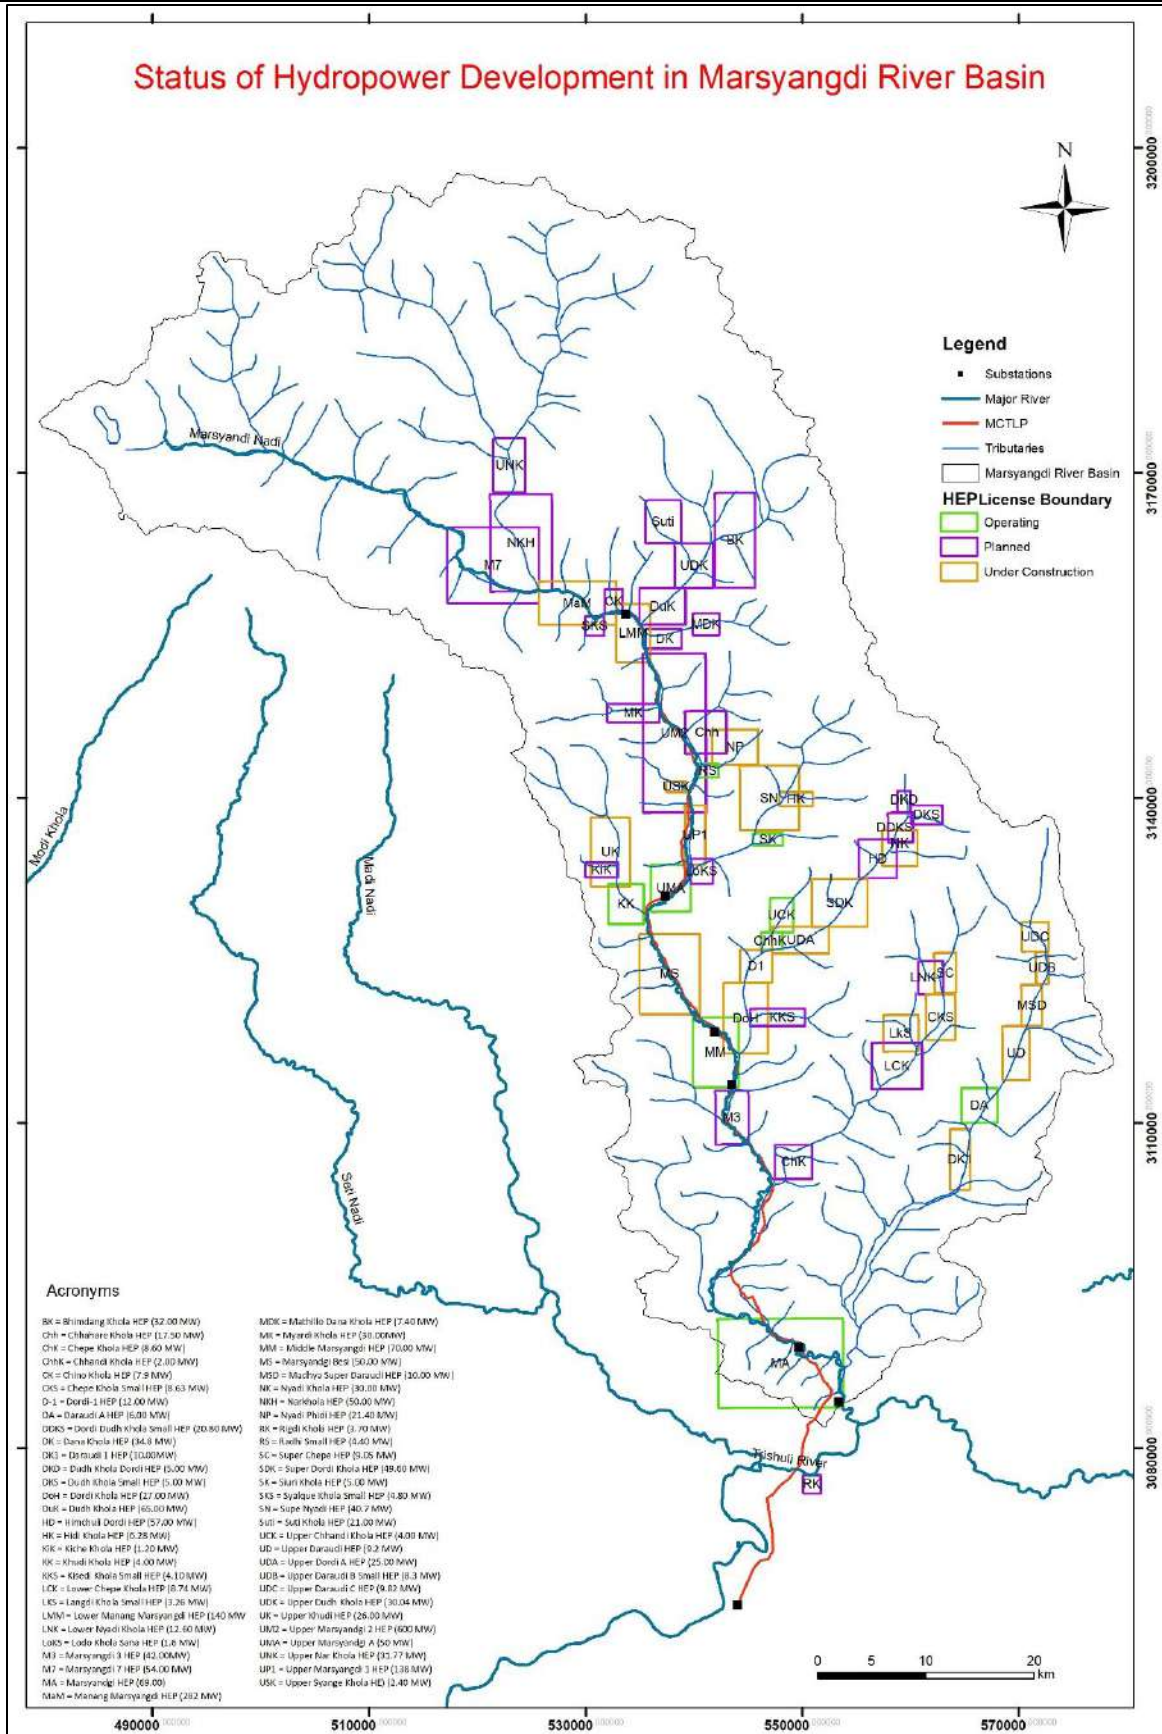 Status of Hydropower Development in Marsyangdi River Basin
N
3200000
3170000
3140000
3110000
3080000
Legend
Substations
Major River
MCTLP
Tributaries
Marsyangdi River Basin
HEP License Boundary
Operating
Planned
Under Construction
Marsyandi Nadi
UNK
Suti
BK
NKH
M7
UDK
MaM
CK
DuK
SKS
LMM
MDK
DK
MK
UM2
Chh
NP
RS
USK
SN
HK
DKD
DKS
DDKS
NK
UP1
SK
HD
UK
KiK
LoKS
UMA
KK
UCK
SDK
ChhK
UDA
UDC
D1
UDB
MS
LNK
SC
MSD
DoH
KKS
CKS
LkS
MM
UD
LCK
DA
M3
ChK
DK1
MA
RK
Modi Khola
Madi Nadi
Seti Nadi
Trishuli River
Acronyms
BK = Bhimdang Khola HEP (32.00 MW)
Chh = Chhahare Khola HEP (17.50 MW)
ChK = Chepe Khola HEP (8.60 MW)
ChhK = Chhandi Khola HEP (2.00 MW)
CK = Chino Khola HEP (7.9 MW)
CKS = Chepe Khola Small HEP (8.63 MW)
D-1 = Dordi-1 HEP (12.00 MW)
DA = Daraudi A HEP (6.00 MW)
DDKS = Dordi Dudh Khola Small HEP (20.80 MW)
DK = Dana Khola HEP (34.8 MW)
DK1 = Daraudi 1 HEP (10.00MW)
DKD = Dudh Khola Dordi HEP (5.00 MW)
DKS = Dudh Khola Small HEP (5.00 MW)
DoH = Dordi Khola HEP (27.00 MW)
DuK = Dudh Khola HEP (65.00 MW)
HD = Himchuli Dordi HEP (57.00 MW)
HK = Hidi Khola HEP (6.28 MW)
KiK = Kiche Khola HEP (1.20 MW)
KK = Khudi Khola HEP (4.00 MW)
KKS = Kisedi Khola Small HEP (4.10 MW)
LCK = Lower Chepe Khola HEP (8.74 MW)
LKS = Langdi Khola Small HEP (3.26 MW)
LMM = Lower Manang Marsyangdi HEP (140 MW
LNK = Lower Nyadi Khola HEP (12.60 MW)
LoKS = Lodo Khola Sana HEP (1.8 MW)
M3 = Marsyangdi 3 HEP (42.00MW)
M7 = Marsyangdi 7 HEP (54.00 MW)
MA = Marsyangdi HEP (69.00)
MaM = Manang Marsyangdi HEP (282 MW)
MDK = Mathillo Dana Khola HEP (7.40 MW)
MK = Myardi Khola HEP (30.00MW)
MM = Middle Marsyangdi HEP (70.00 MW)
MS = Marsyandgi Besi (50.00 MW)
MSD = Madhya Super Daraudi HEP (10.00 MW)
NK = Nyadi Khola HEP (30.00 MW)
NKH = Narkhola HEP (50.00 MW)
NP = Nyadi Phidi HEP (21.40 MW)
RK = Rigdi Khola HEP (3.70 MW)
RS = Radhi Small HEP (4.40 MW)
SC = Super Chepe HEP (9.05 MW)
SDK = Super Dordi Khola HEP (49.60 MW)
SK = Siuri Khola HEP (5.00 MW)
SKS = Syalque Khola Small HEP (4.80 MW)
SN = Supe Nyadi HEP (40.7 MW)
Suti = Suti Khola HEP (21.00 MW)
UCK = Upper Chhandi Khola HEP (4.00 MW)
UD = Upper Daraudi HEP (9.2 MW)
UDA = Upper Dordi A HEP (25.00 MW)
UDB = Upper Daraudi B Small HEP (8.3 MW)
UDC = Upper Daraudi C HEP (9.82 MW)
UDK = Upper Dudh Khola HEP (30.04 MW)
UK = Upper Khudi HEP (26.00 MW)
UM2 = Upper Marsyandgi 2 HEP (600 MW)
UMA = Upper Marsyandgi A (50 MW)
UNK = Upper Nar Khola HEP (31.77 MW)
UP1 = Upper Marsyangdi 1 HEP (138 MW)
USK = Upper Syange Khola HEJ (2.40 MW)
0 5 10 20
km
490000
510000
530000
550000
570000